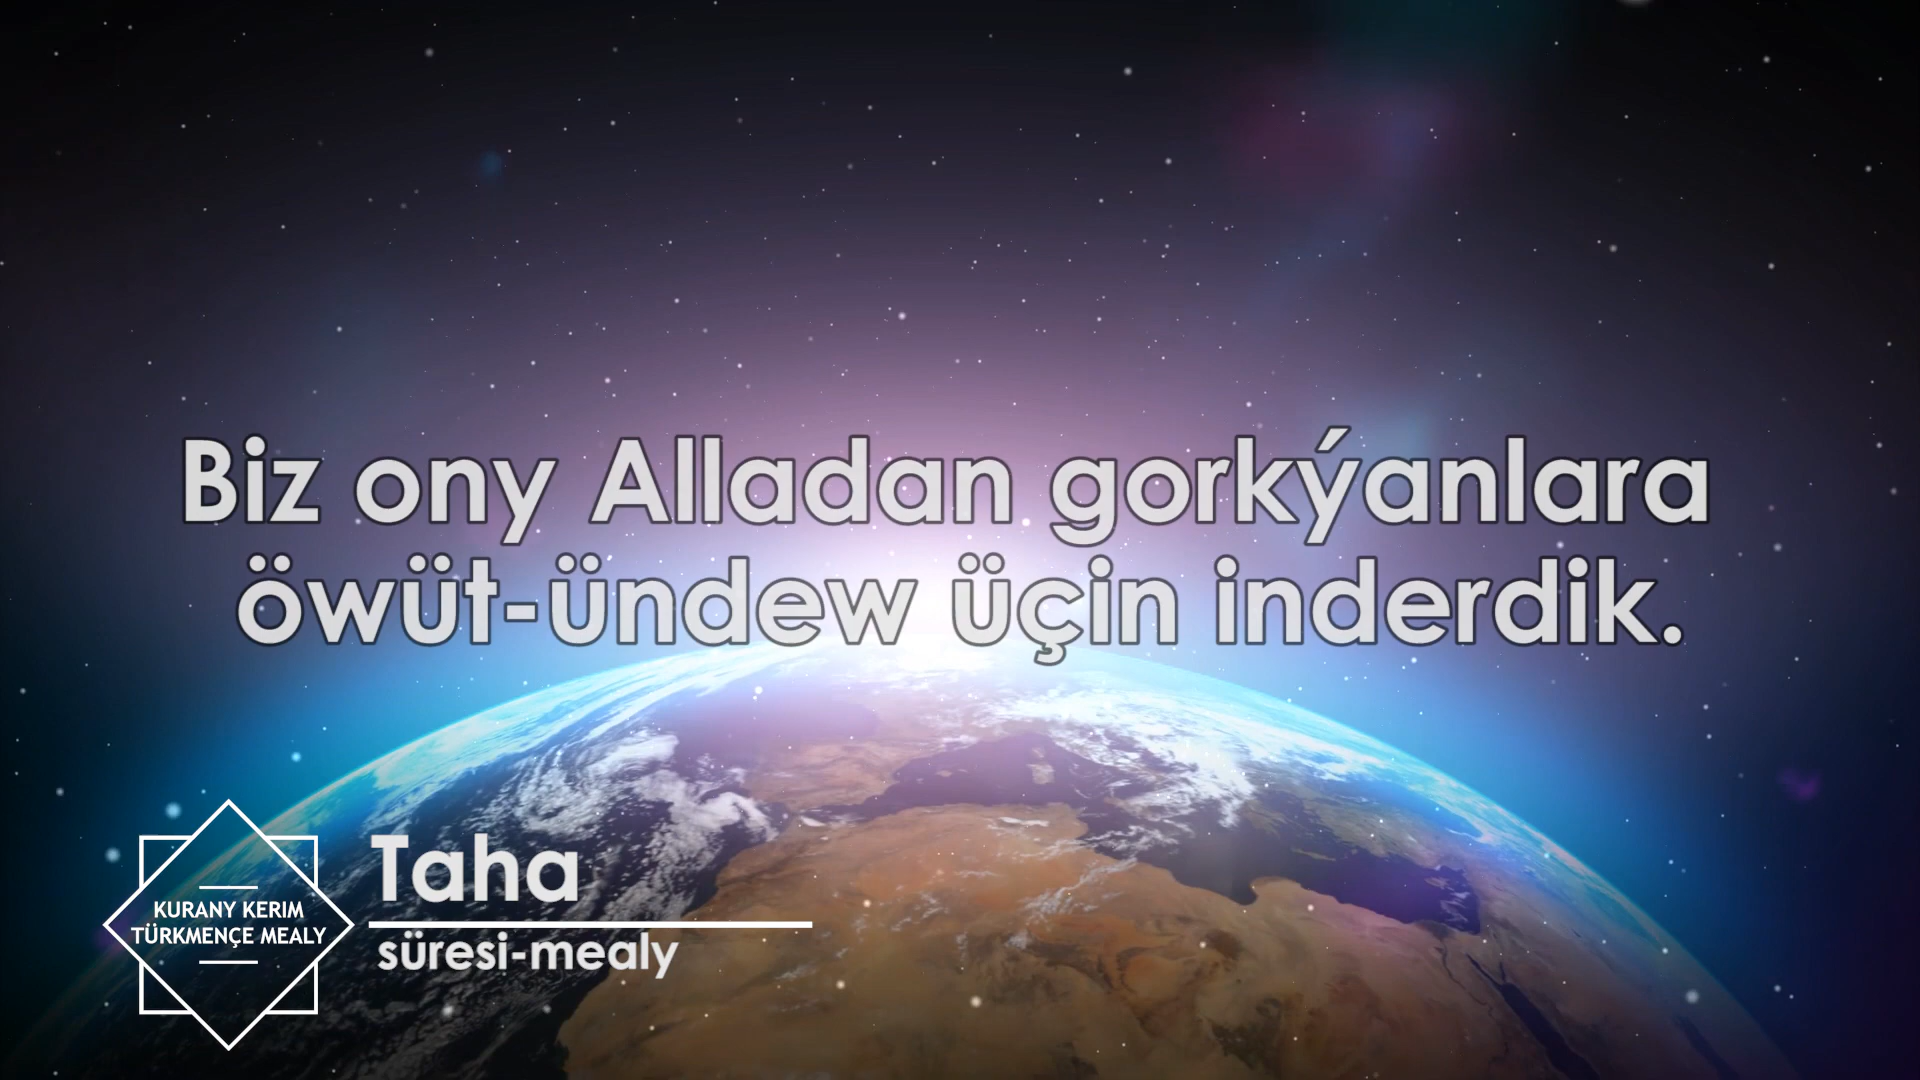 Biz ony Alladan gorkýanlara
öwüt-ündew üçin inderdik.
Taha
süresi-mealy
KURANY KERIM
TÜRKMENÇE MEALY